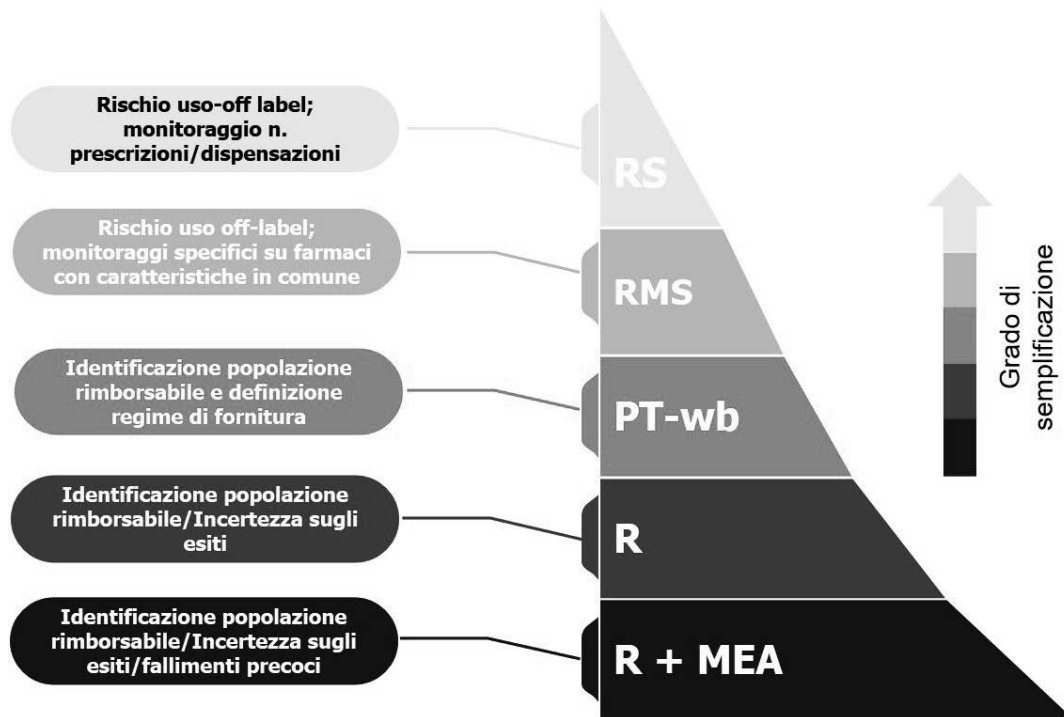 Rischio uso-off label;
monitoraggio n.
prescrizioni/dispensazioni
RS
Rischio uso off-label;
monitoraggi specifici su farmaci
con caratteristiche in comune
RMS
Identificazione popolazione
rimborsabile e definizione
regime di fornitura
PT-wb
Identificazione popolazione
rimborsabile/Incertezza sugli
esiti
R
Identificazione popolazione
rimborsabile/Incertezza sugli
esiti/fallimenti precoci
R + MEA
Grado di
semplificazione